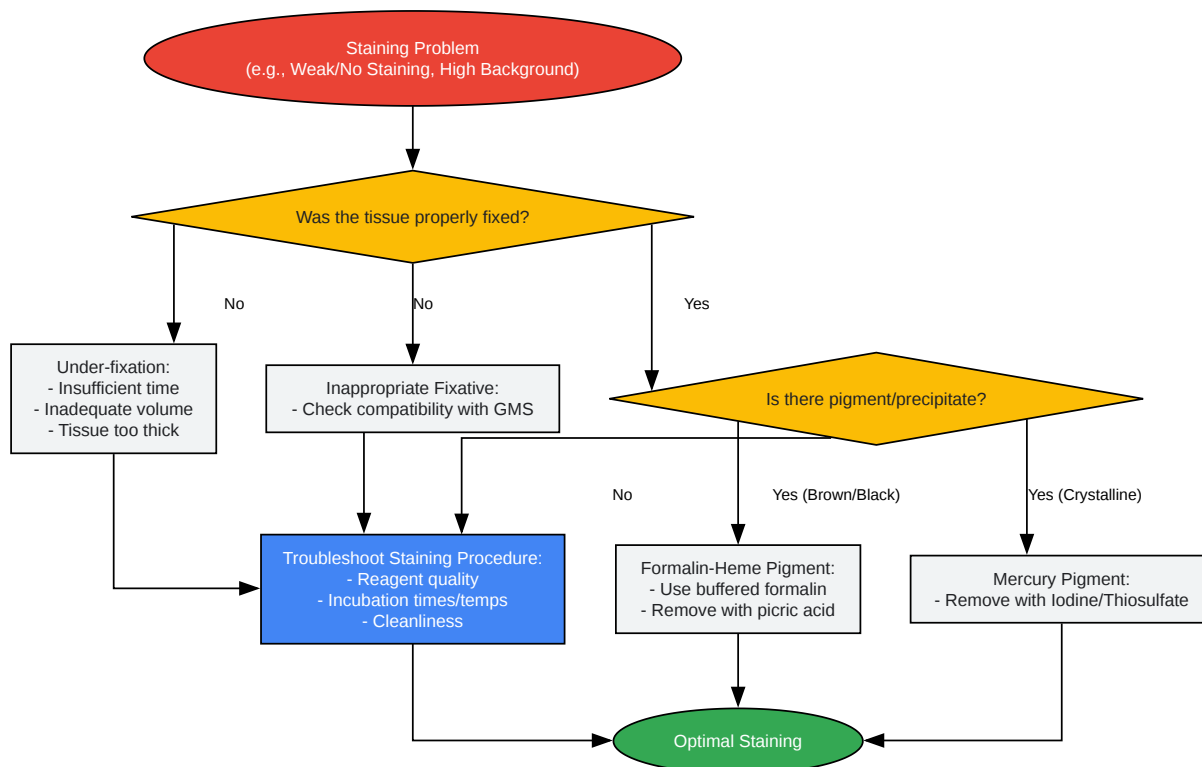 Staining Problem
(e.g., Weak/No Staining, High Background)
Was the tissue properly fixed?
No
No
Yes
Under-fixation:
- Insufficient time
- Inadequate volume
- Tissue too thick
Inappropriate Fixative:
- Check compatibility with GMS
Is there pigment/precipitate?
No
Yes (Brown/Black)
Yes (Crystalline)
Troubleshoot Staining Procedure:
- Reagent quality
- Incubation times/temps
- Cleanliness
Formalin-Heme Pigment:
- Use buffered formalin
- Remove with picric acid
Mercury Pigment:
- Remove with Iodine/Thiosulfate
Optimal Staining